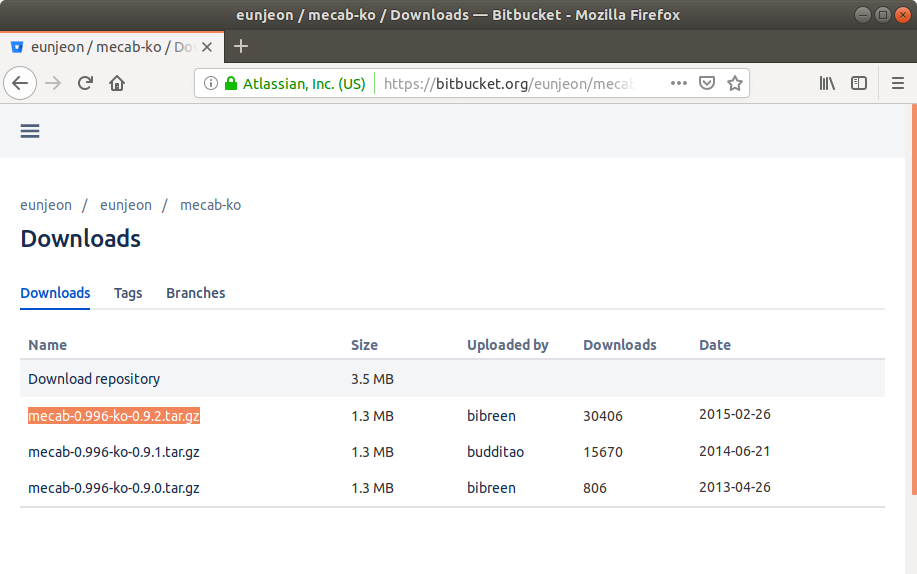 eunjeon / mecab-ko / Downloads — Bitbucket - Mozilla Firefox
eunjeon / mecab-ko / Do
Atlassian, Inc. (US) https://bitbucket.org/eunjeon/meca
eunjeon / eunjeon / mecab-ko
Downloads
Downloads Tags Branches
Name Size Uploaded by Downloads Date
Download repository 3.5 MB
mecab-0.996-ko-0.9.2.tar.gz 1.3 MB bibreen 30406 2015-02-26
mecab-0.996-ko-0.9.1.tar.gz 1.3 MB budditao 15670 2014-06-21
mecab-0.996-ko-0.9.0.tar.gz 1.3 MB bibreen 806 2013-04-26